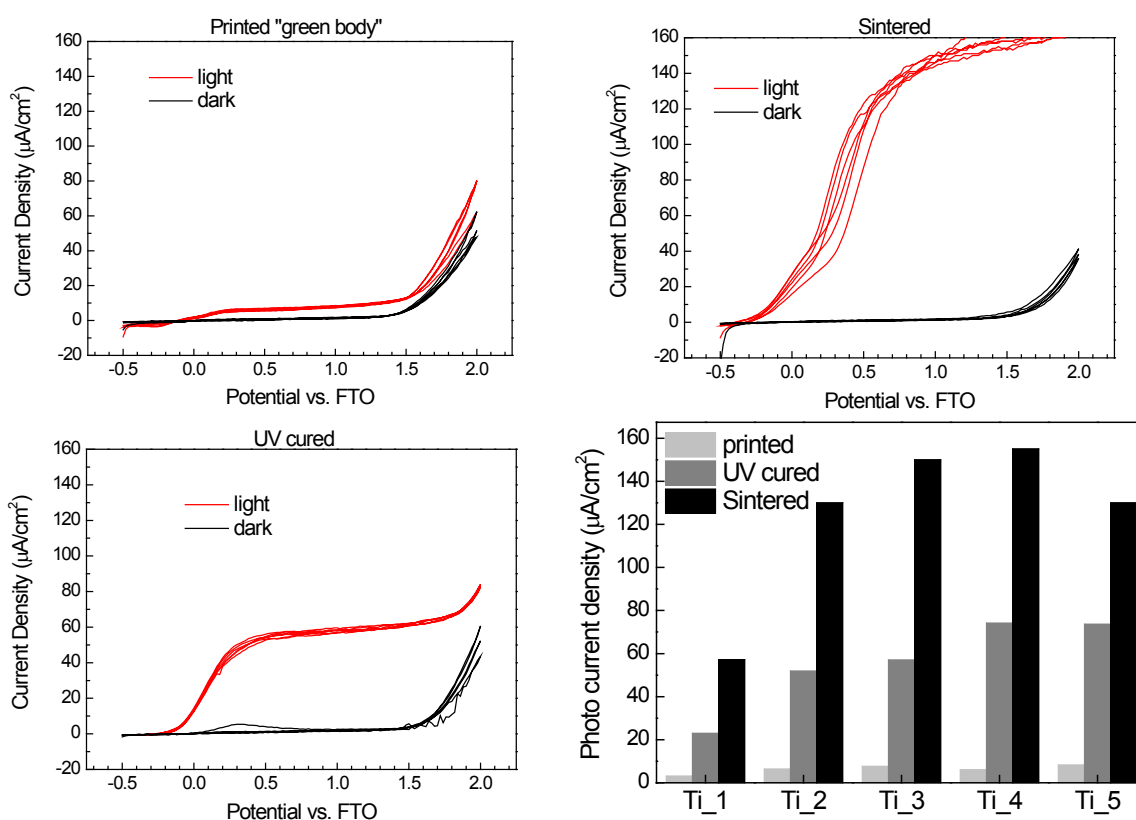 Printed "green body"
160
140
120
100
80
60
40
20
0
-20
Current Density (µA/cm²)
light
dark
-0.5 0.0 0.5 1.0 1.5 2.0
Potential vs. FTO
Sintered
160
140
120
100
80
60
40
20
0
-20
Current Density (µA/cm²)
light
dark
-0.5 0.0 0.5 1.0 1.5 2.0
Potential vs. FTO
UV cured
160
140
120
100
80
60
40
20
0
-20
Current Density (µA/cm²)
light
dark
-0.5 0.0 0.5 1.0 1.5 2.0
Potential vs. FTO
160
140
120
100
80
60
40
20
0
Photo current density (µA/cm²)
printed
UV cured
Sintered
Ti_1 Ti_2 Ti_3 Ti_4 Ti_5